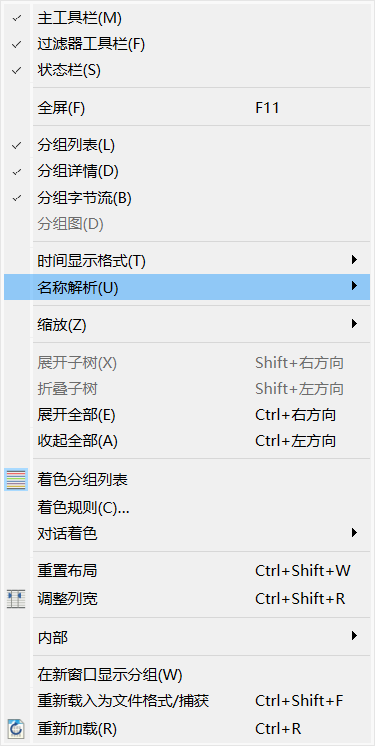 主工具栏(M)
过滤器工具栏(F)
状态栏(S)
全屏(F) F11
分组列表(L)
分组详情(D)
分组字节流(B)
分组图(D)
时间显示格式(T)
名称解析(U)
缩放(Z)
展开子树(X) Shift+右方向
折叠子树 Shift+左方向
展开全部(E) Ctrl+右方向
收起全部(A) Ctrl+左方向
着色分组列表
着色规则(C)...
对话着色
重置布局 Ctrl+Shift+W
调整列宽 Ctrl+Shift+R
内部
在新窗口显示分组(W)
重新载入为文件格式/捕获 Ctrl+Shift+F
重新加载(R) Ctrl+R